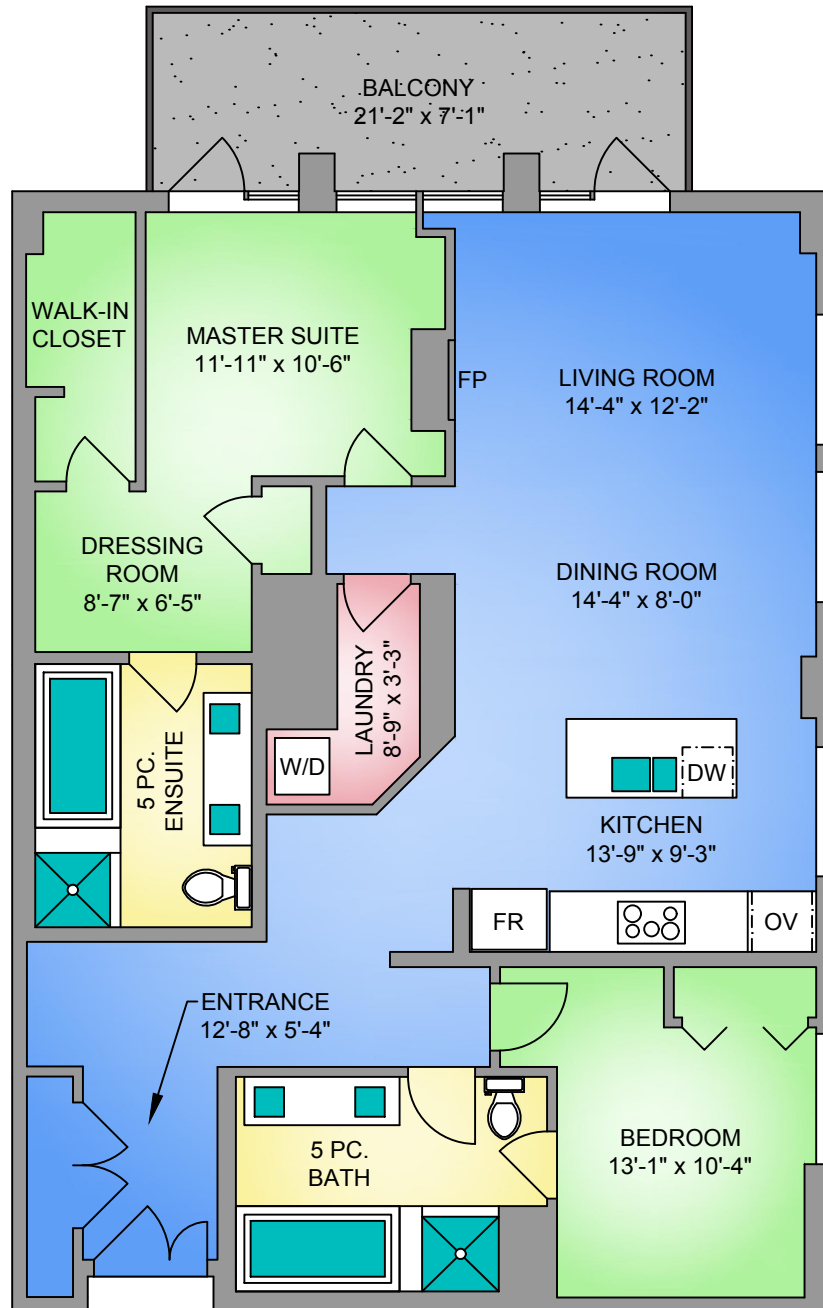 BALCONY
21'-2" x 7'-1"
WALK-IN
CLOSET
MASTER SUITE
11'-11" x 10'-6"
FP
LIVING ROOM
14'-4" x 12'-2"
DRESSING
ROOM
8'-7" x 6'-5"
DINING ROOM
14'-4" x 8'-0"
LAUNDRY
8'-9" x 3'-3"
W/D
5 PC.
ENSUITE
DW
KITCHEN
13'-9" x 9'-3"
FR
OV
ENTRANCE
12'-8" x 5'-4"
5 PC.
BATH
BEDROOM
13'-1" x 10'-4"